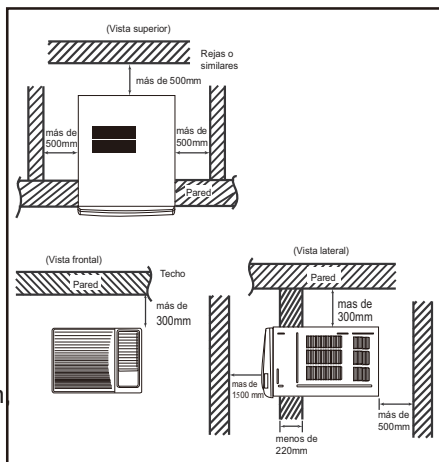 (Vista superior)
Rejas o
similares
más de 500mm
más de
500mm
más de
500mm
Pared
(Vista frontal)
Techo
Pared
más de
300mm
(Vista lateral)
Pared
mas de
300mm
mas de
1500 mm
más de
500mm
menos de
220mm